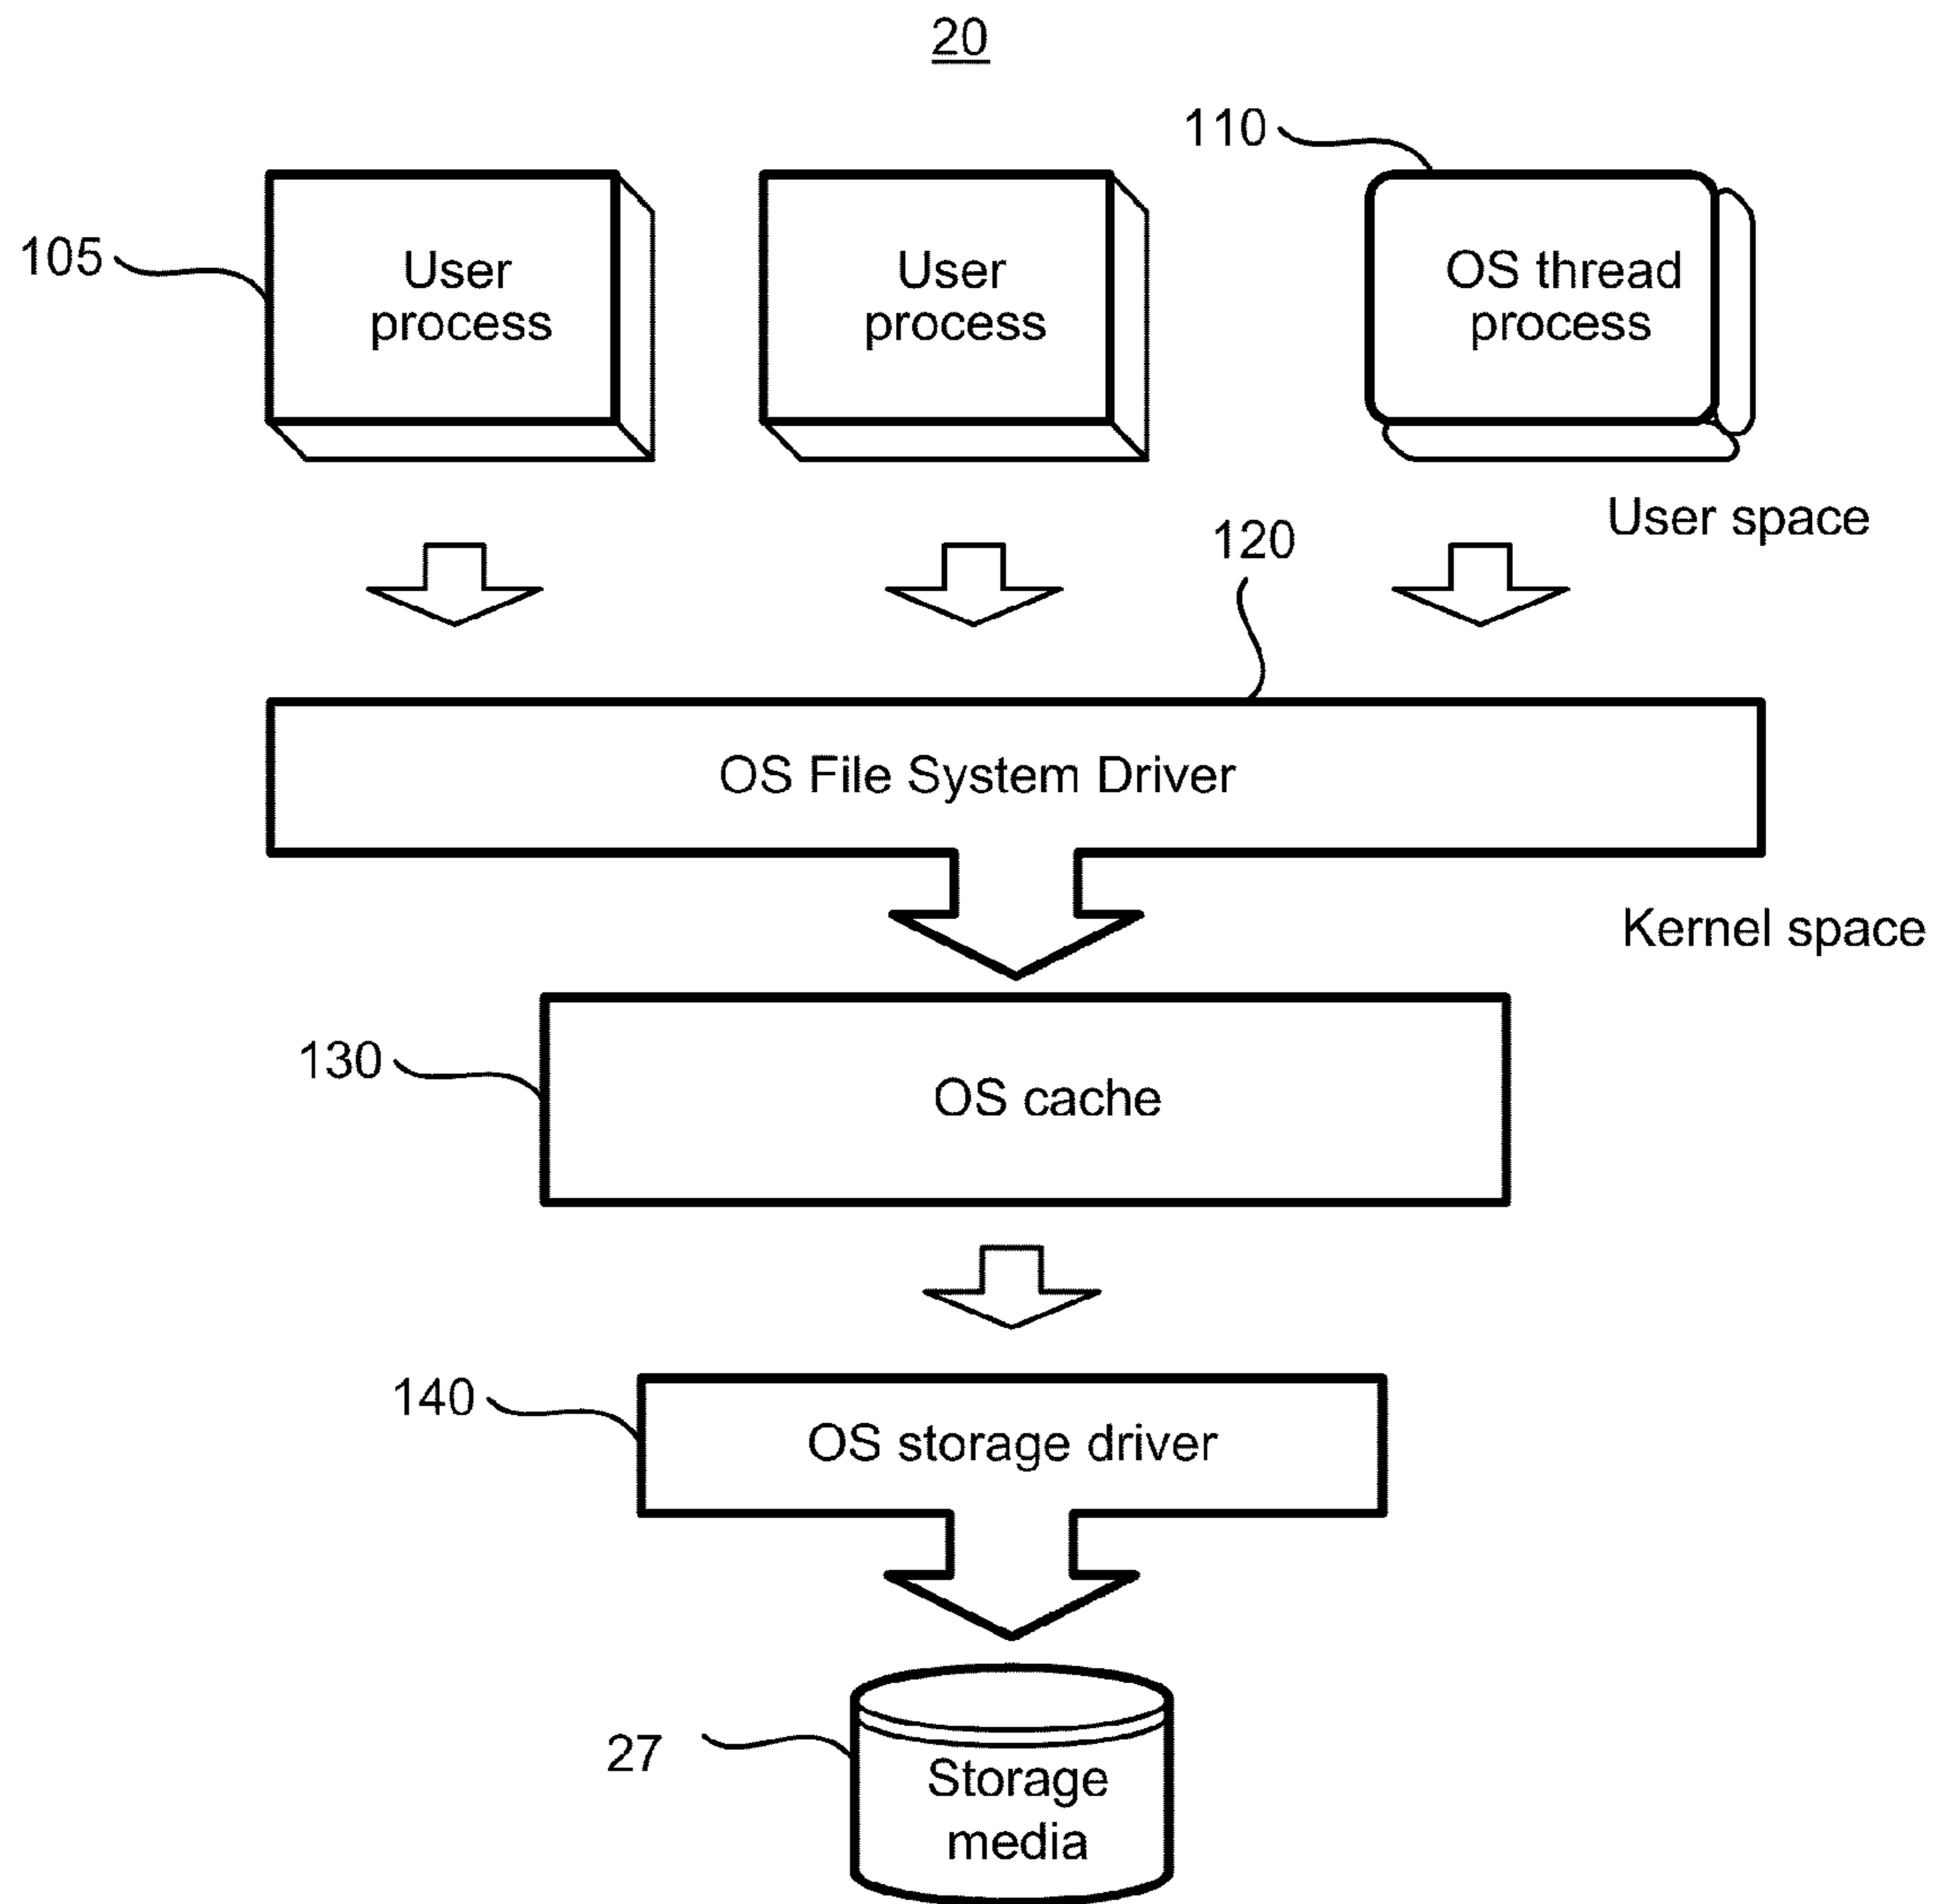 20
110
105
User
process
User
process
OS thread
process
User space
120
OS File System Driver
Kernel space
130
OS cache
140
OS storage driver
27
Storage
media